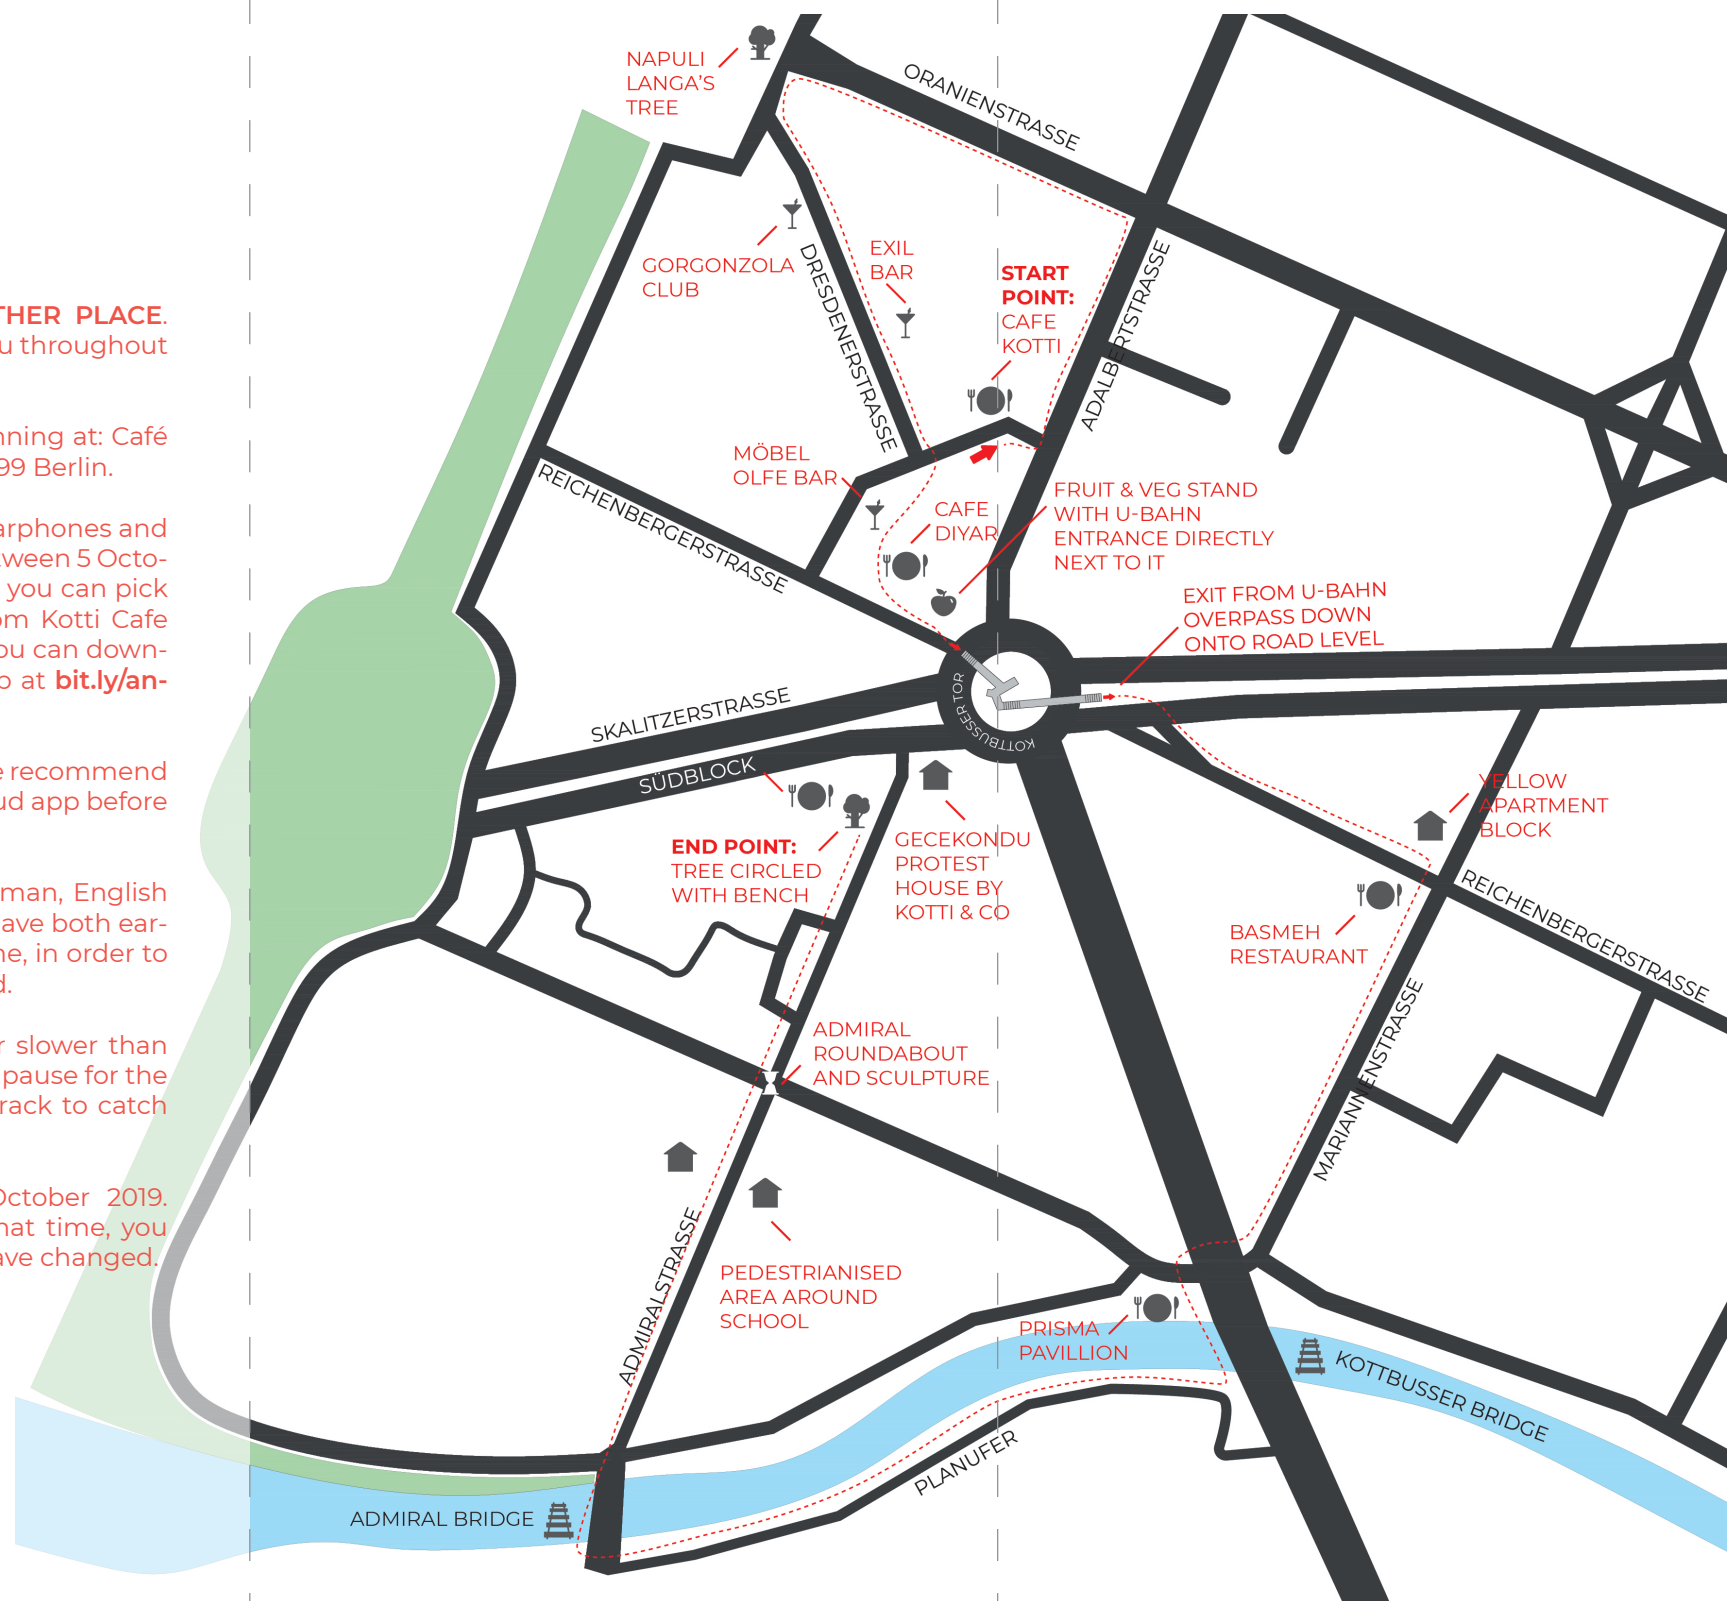 THER PLACE.
u throughout
nning at: Café
99 Berlin.
arphones and
tween 5 Octo-
you can pick
om Kotti Cafe
ou can down-
p at bit.ly/an-
e recommend
ud app before
man, English
ave both ear-
ne, in order to
d.
r slower than
pause for the
rack to catch
October 2019.
hat time, you
ave changed.
NAPULI
LANGA'S
TREE
ORANIENSTRASSE
GORGONZOLA
CLUB
DRESDENERSTRASSE
EXIL
BAR
START
POINT:
CAFE
KOTTI
ADALBERTSTRASSE
MÖBEL
OLFE BAR
REICHENBERGERSTRASSE
CAFE
DIYAR
FRUIT & VEG STAND
WITH U-BAHN
ENTRANCE DIRECTLY
NEXT TO IT
EXIT FROM U-BAHN
OVERPASS DOWN
ONTO ROAD LEVEL
SKALITZERSTRASSE
KOTTBUSSER TOR
SÜDBLOCK
END POINT:
TREE CIRCLED
WITH BENCH
GECEKONDU
PROTEST
HOUSE BY
KOTTI & CO
YELLOW
APARTMENT
BLOCK
REICHENBERGERSTRASSE
BASMEH
RESTAURANT
MARIANNENSTRASSE
ADMIRAL
ROUNDABOUT
AND SCULPTURE
ADMIRALSTRASSE
PEDESTRIANISED
AREA AROUND
SCHOOL
PRISMA
PAVILLION
KOTTBUSSER BRIDGE
PLANUFER
ADMIRAL BRIDGE